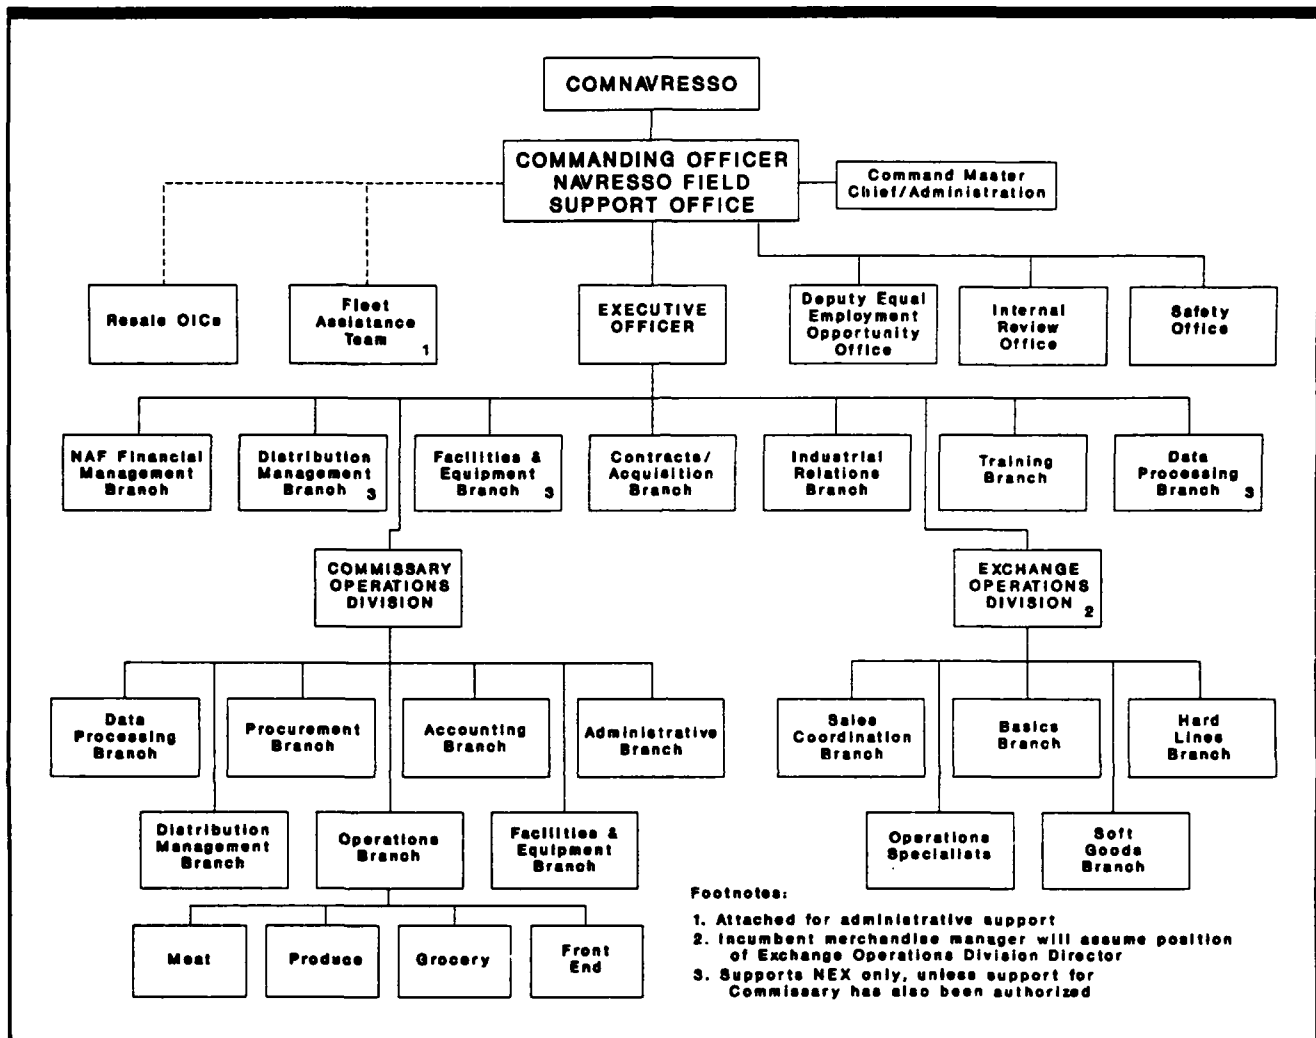 COMNAVRESSO
COMMANDING OFFICER
NAVRESSO FIELD
SUPPORT OFFICE
Command Master
Chief/Administration
Resale OICs
Fleet
Assistance
Team 1
EXECUTIVE
OFFICER
Deputy Equal
Employment
Opportunity
Office
Internal
Review
Office
Safety
Office
NAF Financial
Management
Branch
Distribution
Management
Branch 3
Facilities &
Equipment
Branch 3
Contracts/
Acquisition
Branch
Industrial
Relations
Branch
Training
Branch
Data
Processing
Branch 3
COMMISSARY
OPERATIONS
DIVISION
EXCHANGE
OPERATIONS
DIVISION 2
Data
Processing
Branch
Procurement
Branch
Accounting
Branch
Administrative
Branch
Sales
Coordination
Branch
Basics
Branch
Hard
Lines
Branch
Distribution
Management
Branch
Operations
Branch
Facilities &
Equipment
Branch
Operations
Specialists
Soft
Goods
Branch
Meat
Produce
Grocery
Front
End
Footnotes:
1. Attached for administrative support
2. Incumbent merchandise manager will assume position
of Exchange Operations Division Director
3. Supports NEX only, unless support for
Commissary has also been authorized